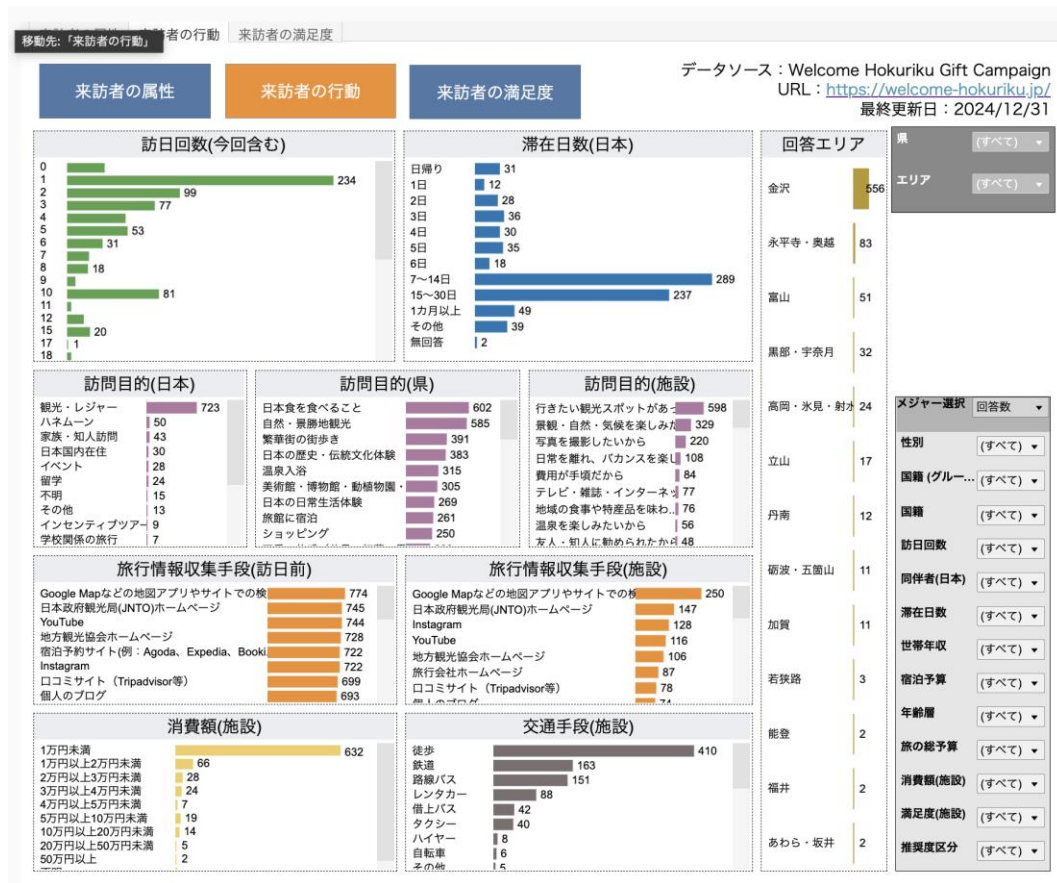 移動先:「来訪者の行動」
者の行動
来訪者の満足度
来訪者の属性
来訪者の行動
来訪者の満足度
データソース：Welcome Hokuriku Gift Campaign
URL：https://welcome-hokuriku.jp/
最終更新日：2024/12/31
訪日回数(今回含む)
0
1 234
2 99
3 77
4
5 53
6 31
7
8 18
9
10 81
11
12
15 20
17 1
18
滞在日数(日本)
日帰り 31
1日 12
2日 28
3日 36
4日 30
5日 35
6日 18
7〜14日 289
15〜30日 237
1カ月以上 49
その他 39
無回答 2
回答エリア
金沢 556
永平寺・奥越 83
富山 51
黒部・宇奈月 32
高岡・氷見・射水 24
立山 17
丹南 12
砺波・五箇山 11
加賀 11
若狭路 3
能登 2
福井 2
あわら・坂井 2
県 (すべて)
エリア (すべて)
訪問目的(日本)
観光・レジャー 723
ハネムーン 50
家族・知人訪問 43
日本国内在住 30
イベント 28
留学 24
不明 15
その他 13
インセンティブツアー 9
学校関係の旅行 7
訪問目的(県)
日本食を食べること 602
自然・景勝地観光 585
繁華街の街歩き 391
日本の歴史・伝統文化体験 383
温泉入浴 315
美術館・博物館・動植物園・ 305
日本の日常生活体験 269
旅館に宿泊 261
ショッピング 250
訪問目的(施設)
行きたい観光スポットがあっ 598
景観・自然・気候を楽しみた 329
写真を撮影したいから 220
日常を離れ、バカンスを楽し 108
費用が手頃だから 84
テレビ・雑誌・インターネッ 77
地域の食事や特産品を味わ.. 76
温泉を楽しみたいから 56
友人・知人に勧められたから 48
旅行情報収集手段(訪日前)
Google Mapなどの地図アプリやサイトでの検 774
日本政府観光局(JNTO)ホームページ 745
YouTube 744
地方観光協会ホームページ 728
宿泊予約サイト(例：Agoda、Expedia、Booki. 722
Instagram 722
口コミサイト（Tripadvisor等） 699
個人のブログ 693
旅行情報収集手段(施設)
Google Mapなどの地図アプリやサイトでの検 250
日本政府観光局(JNTO)ホームページ 147
Instagram 128
YouTube 116
地方観光協会ホームページ 106
旅行会社ホームページ 87
口コミサイト（Tripadvisor等） 78
個人のブログ 74
消費額(施設)
1万円未満 632
1万円以上2万円未満 66
2万円以上3万円未満 28
3万円以上4万円未満 24
4万円以上5万円未満 7
5万円以上10万円未満 19
10万円以上20万円未満 14
20万円以上50万円未満 5
50万円以上 2
交通手段(施設)
徒歩 410
鉄道 163
路線バス 151
レンタカー 88
借上バス 42
タクシー 40
ハイヤー 8
自転車 6
その他 5
メジャー選択 回答数
性別 (すべて)
国籍 (グルー... (すべて)
国籍 (すべて)
訪日回数 (すべて)
同伴者(日本) (すべて)
滞在日数 (すべて)
世帯年収 (すべて)
宿泊予算 (すべて)
年齢層 (すべて)
旅の総予算 (すべて)
消費額(施設) (すべて)
満足度(施設) (すべて)
推奨度区分 (すべて)